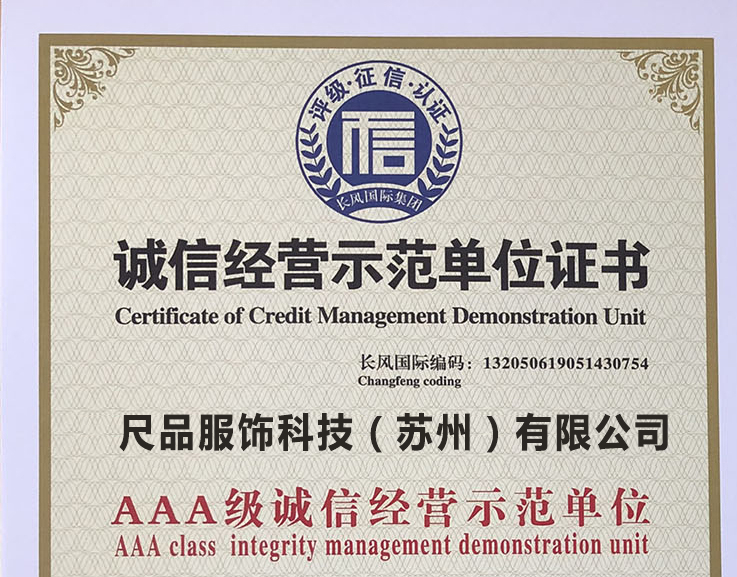 评级·征信·认证
信
长风国际集团
诚信经营示范单位证书
Certificate of Credit Management Demonstration Unit
长风国际编码：132050619051430754
Changfeng coding
尺品服饰科技（苏州）有限公司
AAA级诚信经营示范单位
AAA class integrity management demonstration unit